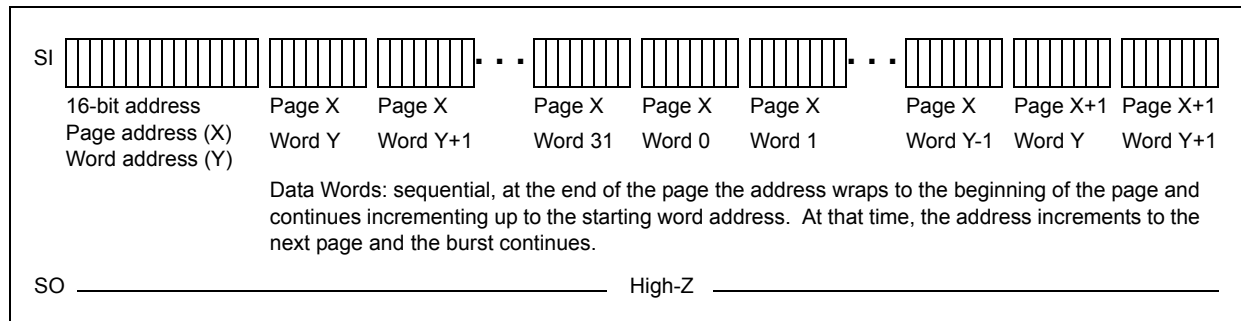 SI
16-bit address Page X Page X Page X Page X Page X Page X Page X+1 Page X+1
Page address (X) Word Y Word Y+1 Word 31 Word 0 Word 1 Word Y-1 Word Y Word Y+1
Word address (Y)
Data Words: sequential, at the end of the page the address wraps to the beginning of the page and
continues incrementing up to the starting word address. At that time, the address increments to the
next page and the burst continues.
SO High-Z